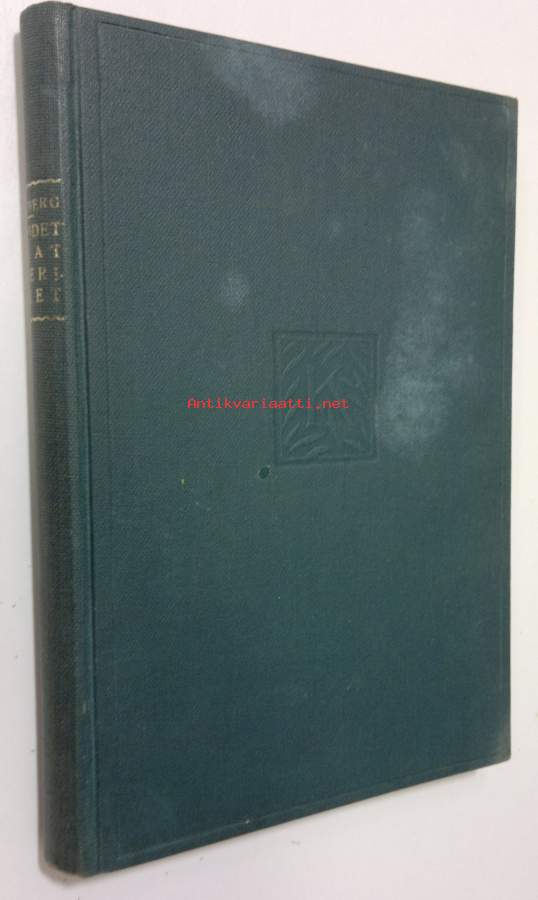 BERG
DET
AT
ERI-
ET
Antikvariaatti.net